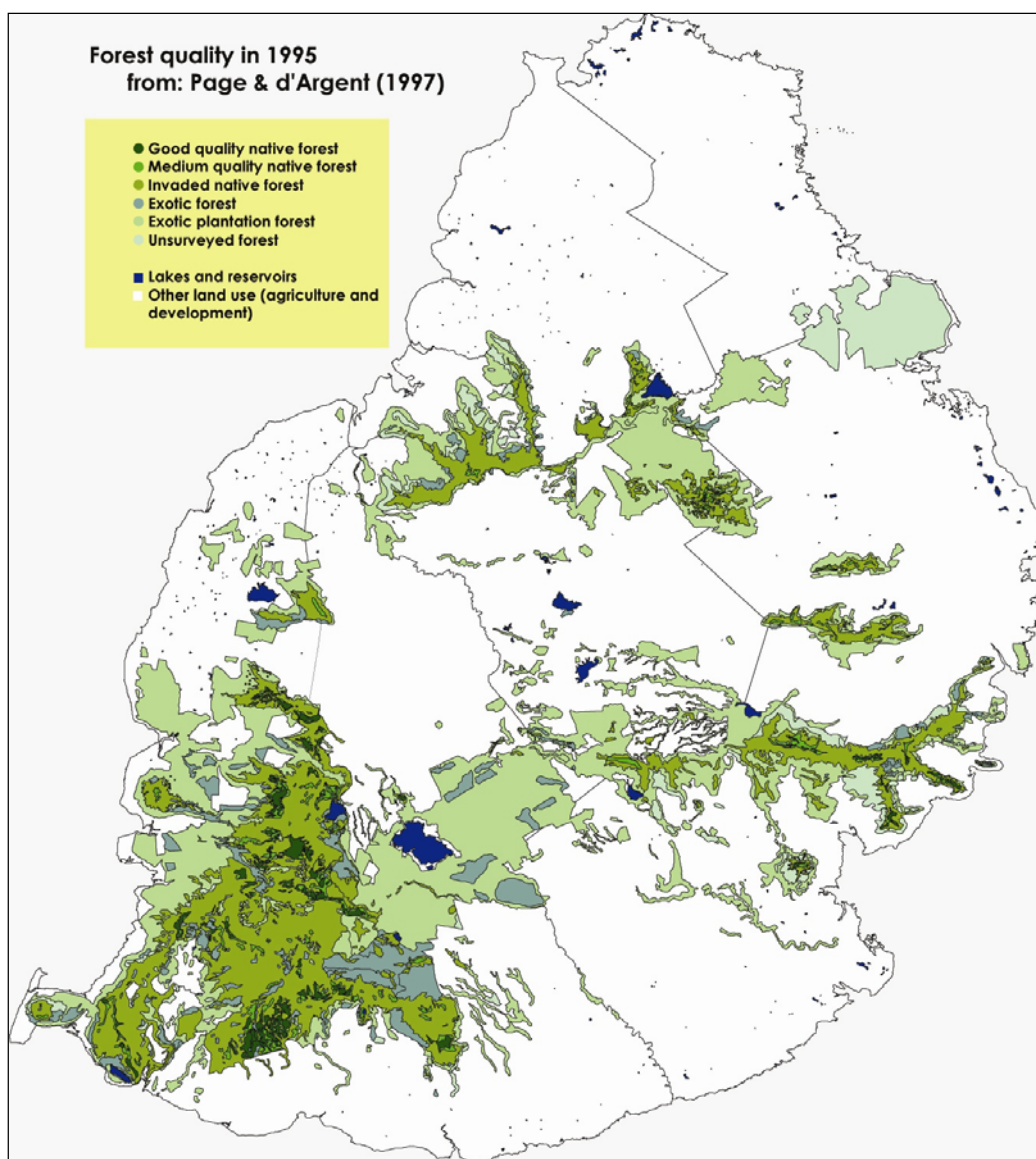 Forest quality in 1995
from: Page & d'Argent (1997)
Good quality native forest
Medium quality native forest
Invaded native forest
Exotic forest
Exotic plantation forest
Unsurveyed forest
Lakes and reservoirs
Other land use (agriculture and
development)